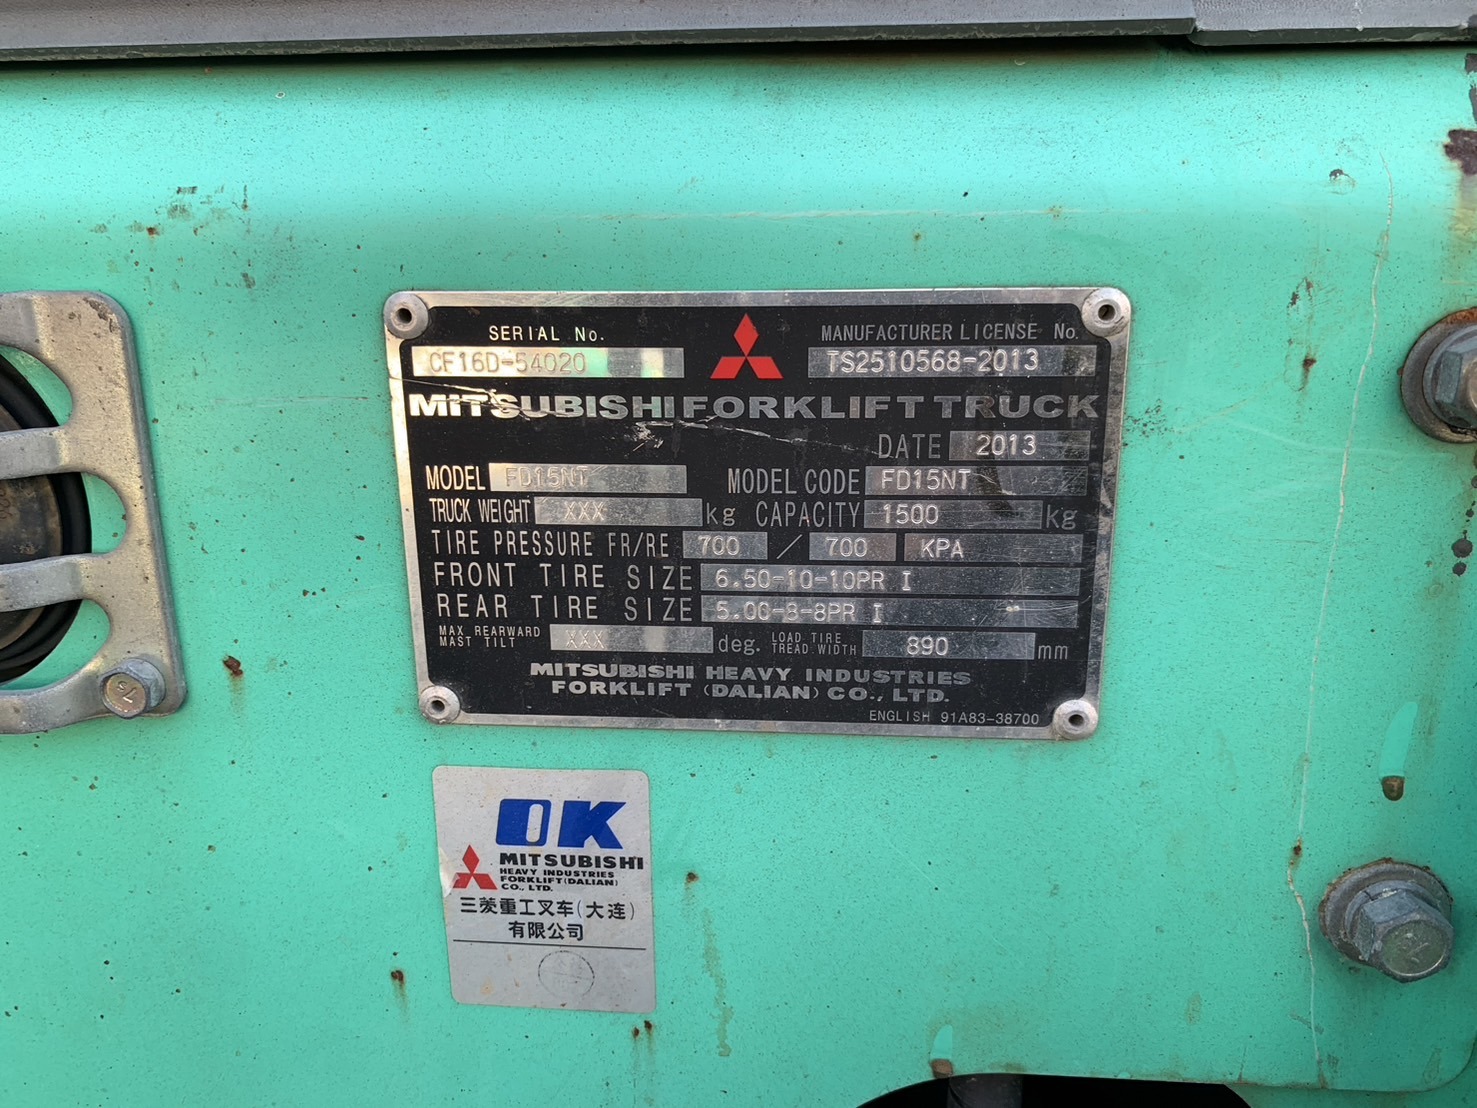 SERIAL No.
CF16D-54020
MANUFACTURER LICENSE No.
TS2510568-2013
MITSUBISHI FORKLIFT TRUCK
DATE 2013
MODEL FD15NT MODEL CODE FD15NT
TRUCK WEIGHT XXX kg CAPACITY 1500 kg
TIRE PRESSURE FR/RE 700 / 700 KPA
FRONT TIRE SIZE 6.50-10-10PR I
REAR TIRE SIZE 5.00-8-8PR I
MAX REARWARD
MAST TILT XXX deg. LOAD TIRE
TREAD WIDTH 890 mm
MITSUBISHI HEAVY INDUSTRIES
FORKLIFT (DALIAN) CO., LTD.
ENGLISH 91A83-38700
OK
MITSUBISHI
HEAVY INDUSTRIES
FORKLIFT(DALIAN)
CO., LTD.
三菱重工叉车(大连)
有限公司